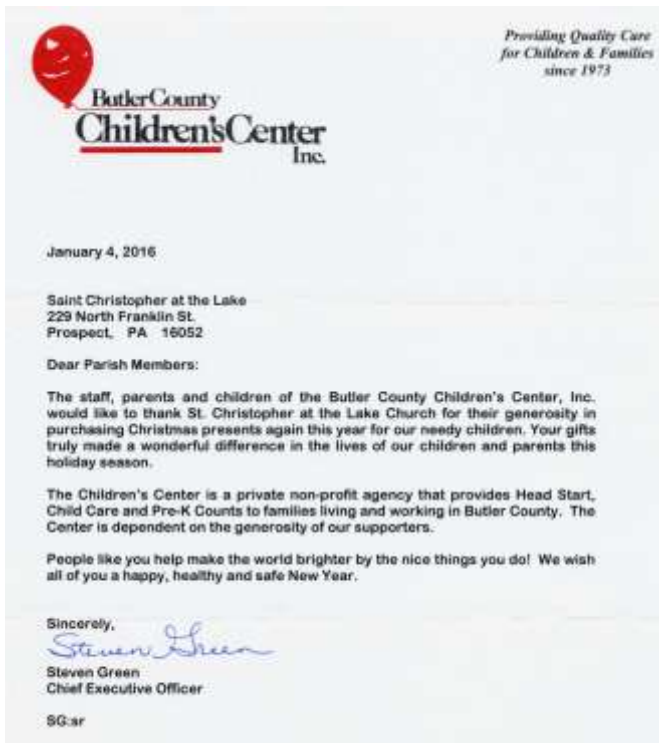 Providing Quality Care
for Children & Families
since 1973
Butler County
Children's Center
Inc.
January 4, 2016
Saint Christopher at the Lake
229 North Franklin St.
Prospect, PA 16052
Dear Parish Members:
The staff, parents and children of the Butler County Children's Center, Inc.
would like to thank St. Christopher at the Lake Church for their generosity in
purchasing Christmas presents again this year for our needy children. Your gifts
truly made a wonderful difference in the lives of our children and parents this
holiday season.
The Children's Center is a private non-profit agency that provides Head Start,
Child Care and Pre-K Counts to families living and working in Butler County. The
Center is dependent on the generosity of our supporters.
People like you help make the world brighter by the nice things you do! We wish
all of you a happy, healthy and safe New Year.
Sincerely,
Steven Green
Steven Green
Chief Executive Officer
SG:sr